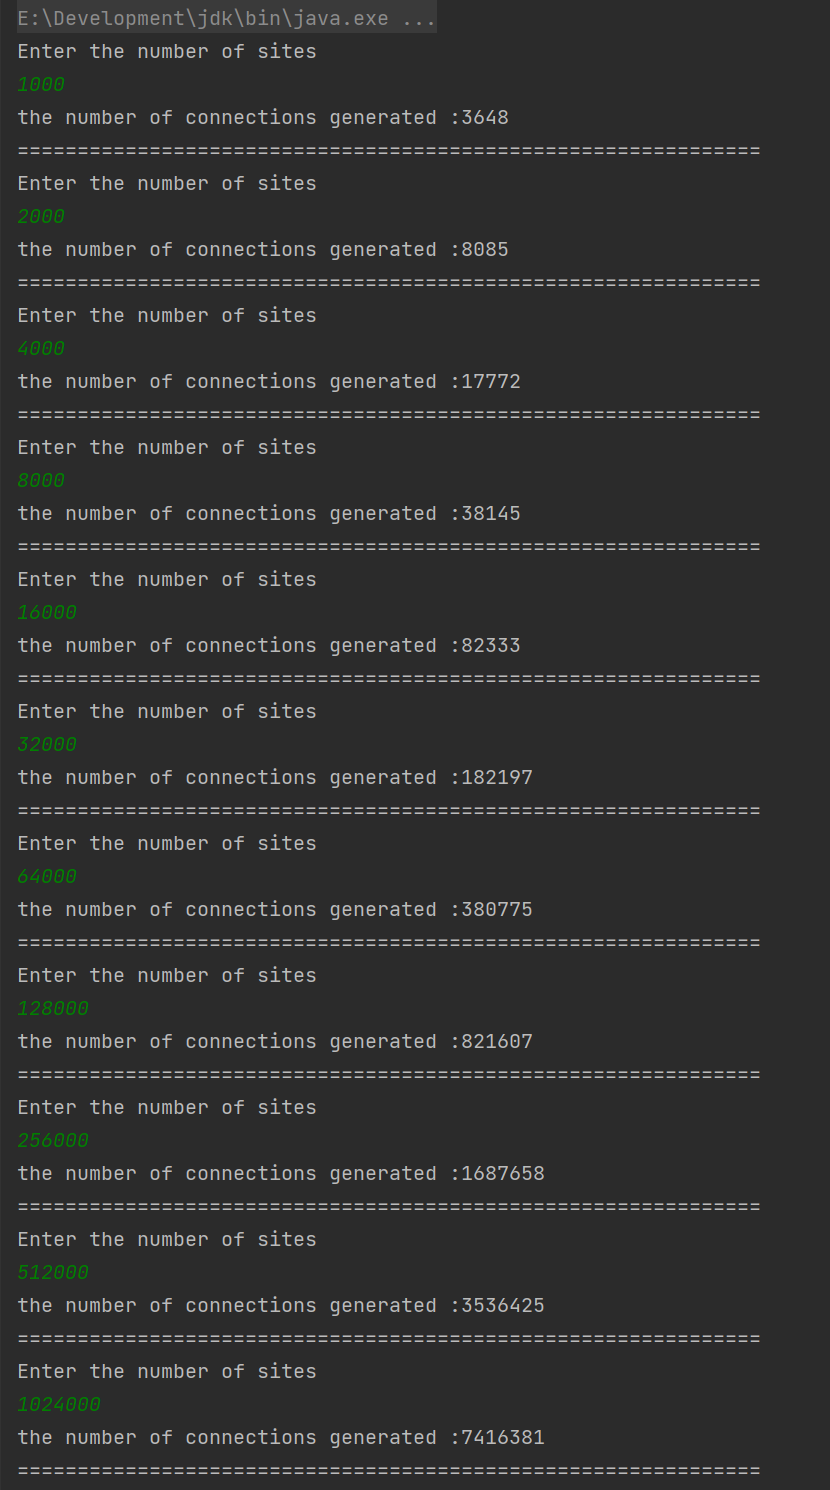 E:\Development\jdk\bin\java.exe ...
Enter the number of sites
1000
the number of connections generated :3648
==============================================================
Enter the number of sites
2000
the number of connections generated :8085
==============================================================
Enter the number of sites
4000
the number of connections generated :17772
==============================================================
Enter the number of sites
8000
the number of connections generated :38145
==============================================================
Enter the number of sites
16000
the number of connections generated :82333
==============================================================
Enter the number of sites
32000
the number of connections generated :182197
==============================================================
Enter the number of sites
64000
the number of connections generated :380775
==============================================================
Enter the number of sites
128000
the number of connections generated :821607
==============================================================
Enter the number of sites
256000
the number of connections generated :1687658
==============================================================
Enter the number of sites
512000
the number of connections generated :3536425
==============================================================
Enter the number of sites
1024000
the number of connections generated :7416381
==============================================================